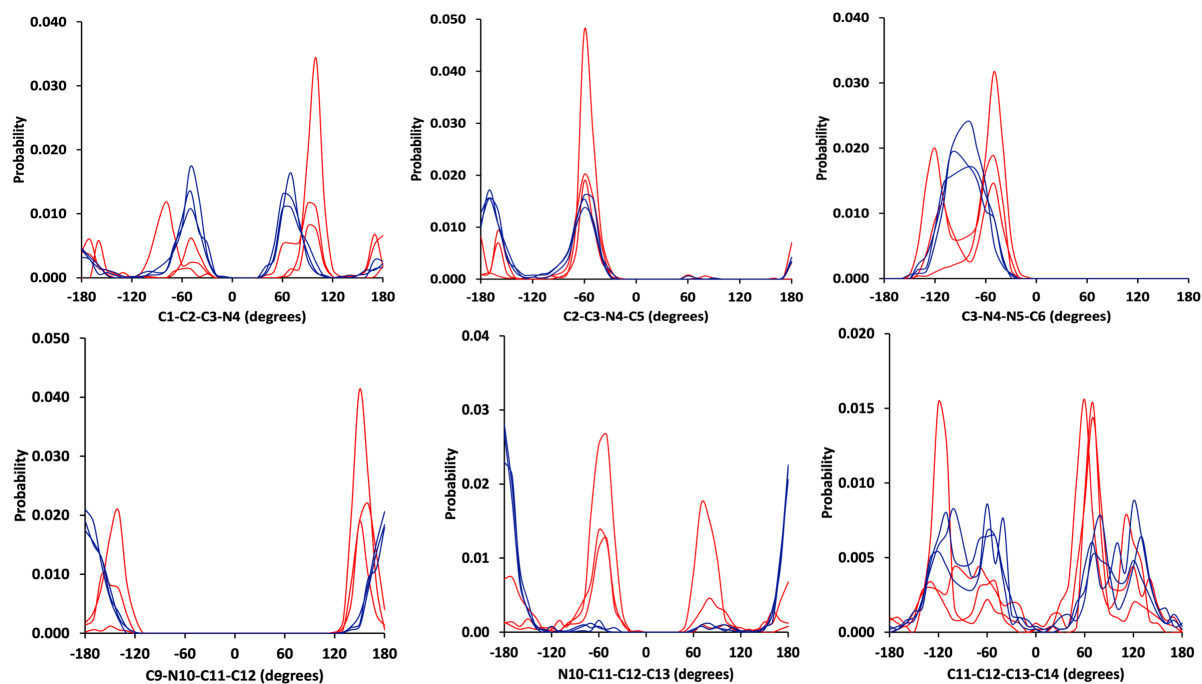 0.040
0.030
0.020
0.010
0.000
Probability
-180 -120 -60 0 60 120 180
C1-C2-C3-N4 (degrees)
0.050
0.040
0.030
0.020
0.010
0.000
Probability
-180 -120 -60 0 60 120 180
C2-C3-N4-C5 (degrees)
0.040
0.030
0.020
0.010
0.000
Probability
-180 -120 -60 0 60 120 180
C3-N4-N5-C6 (degrees)
0.050
0.040
0.030
0.020
0.010
0.000
Probability
-180 -120 -60 0 60 120 180
C9-N10-C11-C12 (degrees)
0.04
0.03
0.02
0.01
0.000
Probability
-180 -120 -60 0 60 120 180
N10-C11-C12-C13 (degrees)
0.020
0.015
0.010
0.005
0.000
Probability
-180 -120 -60 0 60 120 180
C11-C12-C13-C14 (degrees)